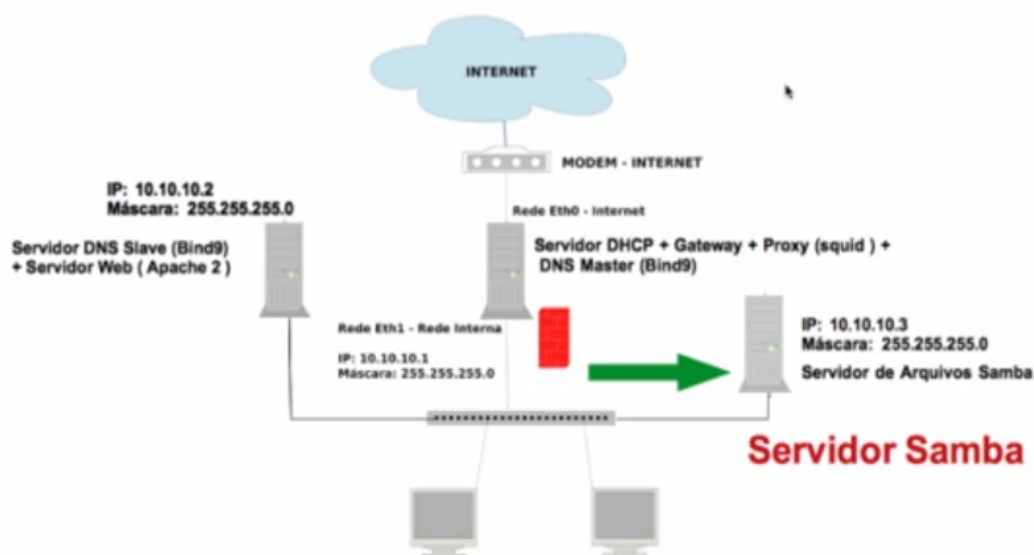 INTERNET
MODEM - INTERNET
IP: 10.10.10.2
Máscara: 255.255.255.0
Rede Eth0 - Internet
Servidor DNS Slave (Bind9)
+ Servidor Web ( Apache 2 )
Servidor DHCP + Gateway + Proxy (squid ) +
DNS Master (Bind9)
Rede Eth1 - Rede Interna
IP: 10.10.10.1
Máscara: 255.255.255.0
IP: 10.10.10.3
Máscara: 255.255.255.0
Servidor de Arquivos Samba
Servidor Samba